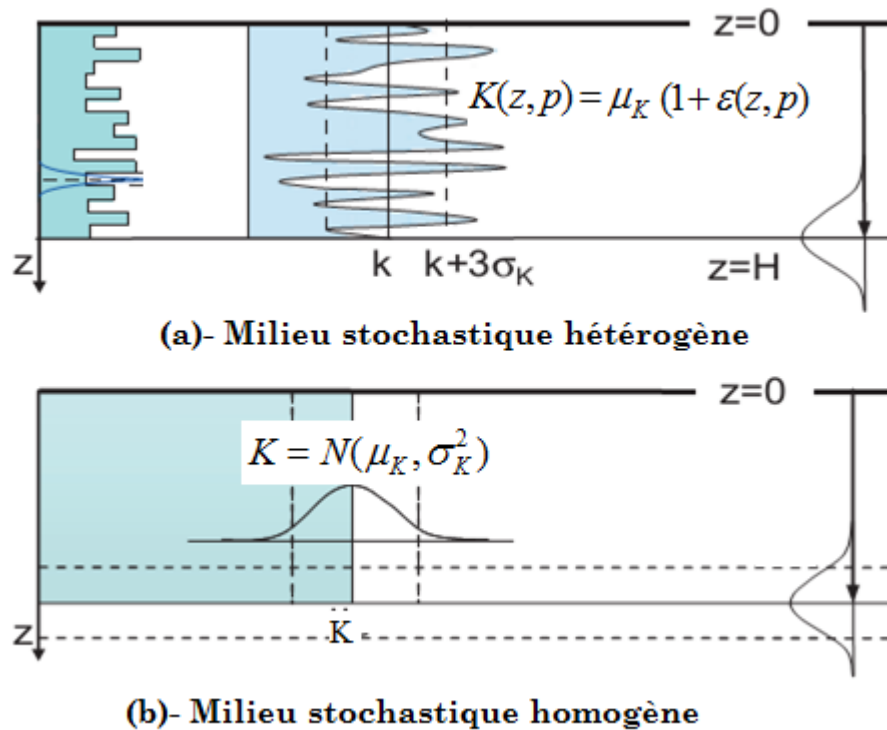 z=0
K(z,p) = μ_K (1+ε(z,p)
z
k
k+3σ_K
z=H
(a)- Milieu stochastique hétérogène
z=0
K = N(μ_K, σ_K^2)
z
K
(b)- Milieu stochastique homogène